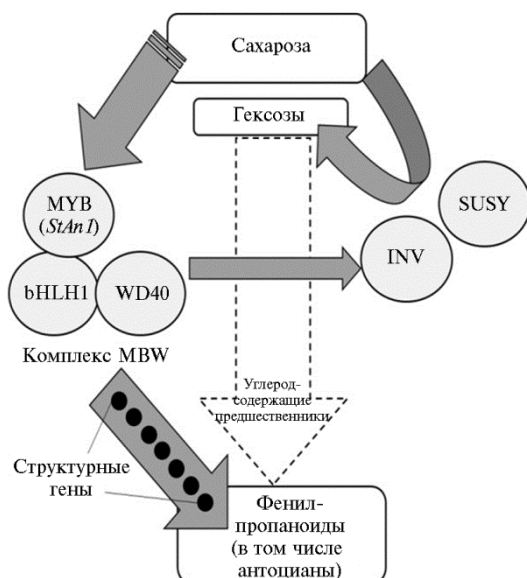 Сахароза
Гексозы
MYB
(StAn1)
SUSY
INV
bHLH1
WD40
Комплекс MBW
Углерод-
содержащие
предшественники
Структурные
гены
Фенил-
пропаноиды
(в том числе
антоцианы)